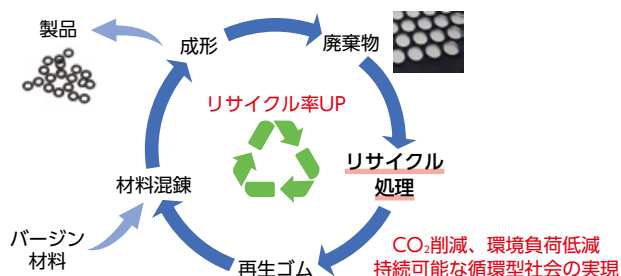 製品
成形
廃棄物
リサイクル率UP
リサイクル
処理
材料混錬
バージン
材料
再生ゴム
CO₂削減、環境負荷低減
持続可能な循環型社会の実現